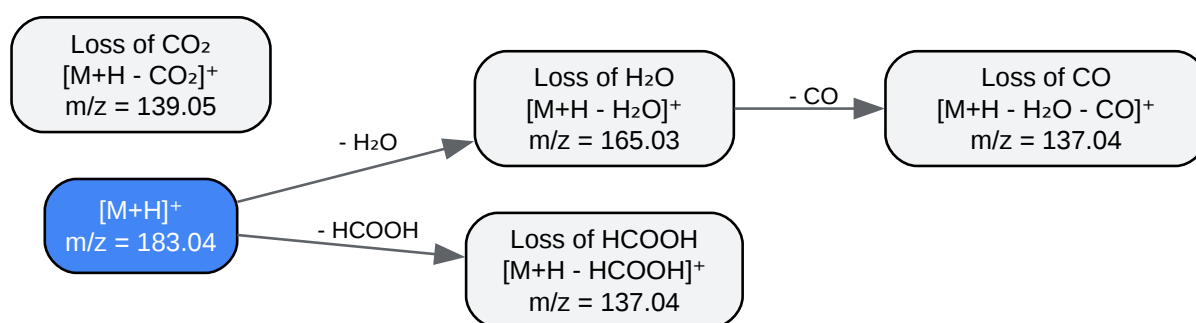 Loss of CO₂
[M+H - CO₂]⁺
m/z = 139.05
[M+H]⁺
m/z = 183.04
- H₂O
- HCOOH
Loss of H₂O
[M+H - H₂O]⁺
m/z = 165.03
Loss of HCOOH
[M+H - HCOOH]⁺
m/z = 137.04
- CO
Loss of CO
[M+H - H₂O - CO]⁺
m/z = 137.04